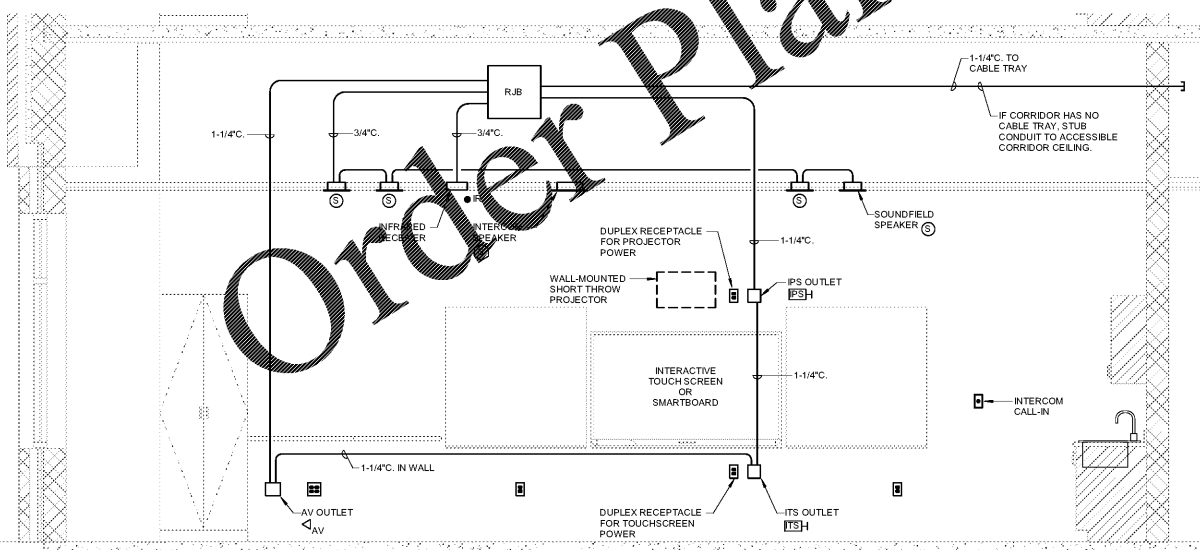 Order Pla
1-1/4"C. TO
CABLE TRAY
RJB
IF CORRIDOR HAS NO
CABLE TRAY, STUB
CONDUIT TO ACCESSIBLE
CORRIDOR CEILING.
1-1/4"C.
3/4"C.
3/4"C.
S
S
IR
S
SOUNDFIELD
SPEAKER
S
INFRARED
RECEIVER
INTERCOM
SPEAKER
DUPLEX RECEPTACLE
FOR PROJECTOR
POWER
1-1/4"C.
WALL-MOUNTED
SHORT THROW
PROJECTOR
IPS OUTLET
IPS
INTERACTIVE
TOUCH SCREEN
OR
SMARTBOARD
1-1/4"C.
INTERCOM
CALL-IN
1-1/4"C. IN WALL
AV OUTLET
AV
DUPLEX RECEPTACLE
FOR TOUCHSCREEN
POWER
ITS OUTLET
ITS